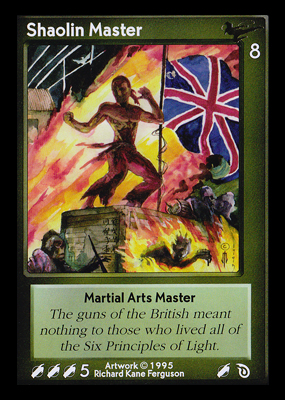 Shaolin Master
8
Martial Arts Master
The guns of the British meant
nothing to those who lived all of
the Six Principles of Light.
5
Artwork © 1995
Richard Kane Ferguson